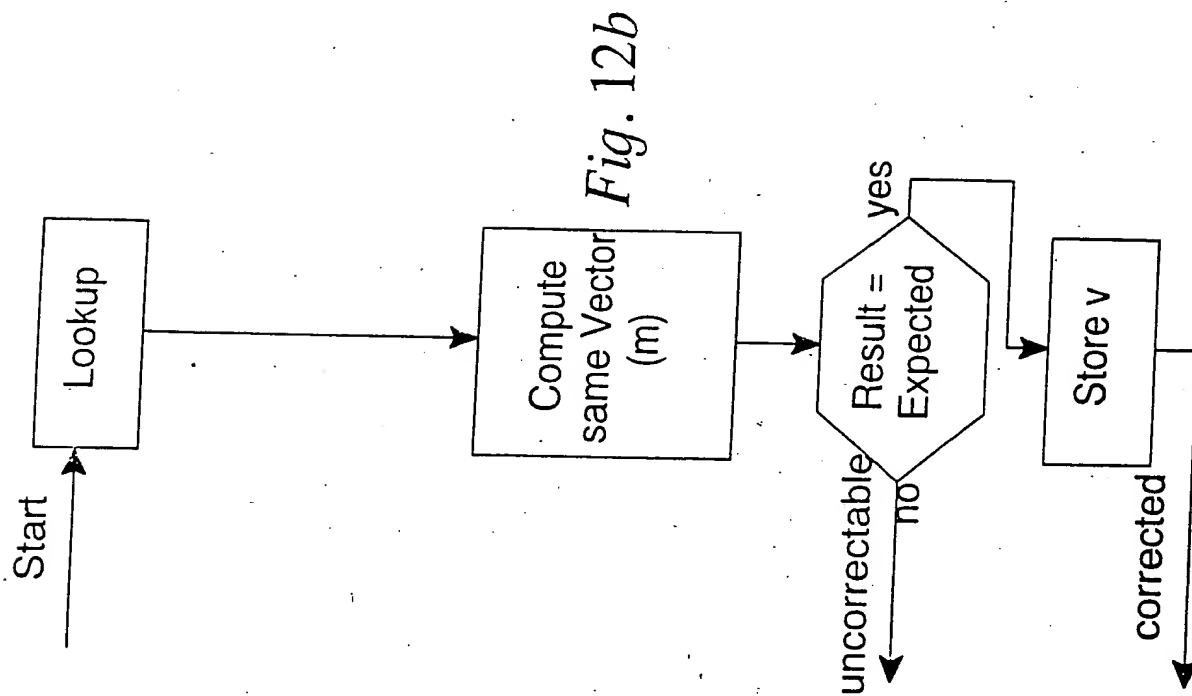 Start
Lookup
Compute
same Vector
(m)
Result =
Expected
uncorrectable
no
yes
Store v
corrected
Fig. 12b